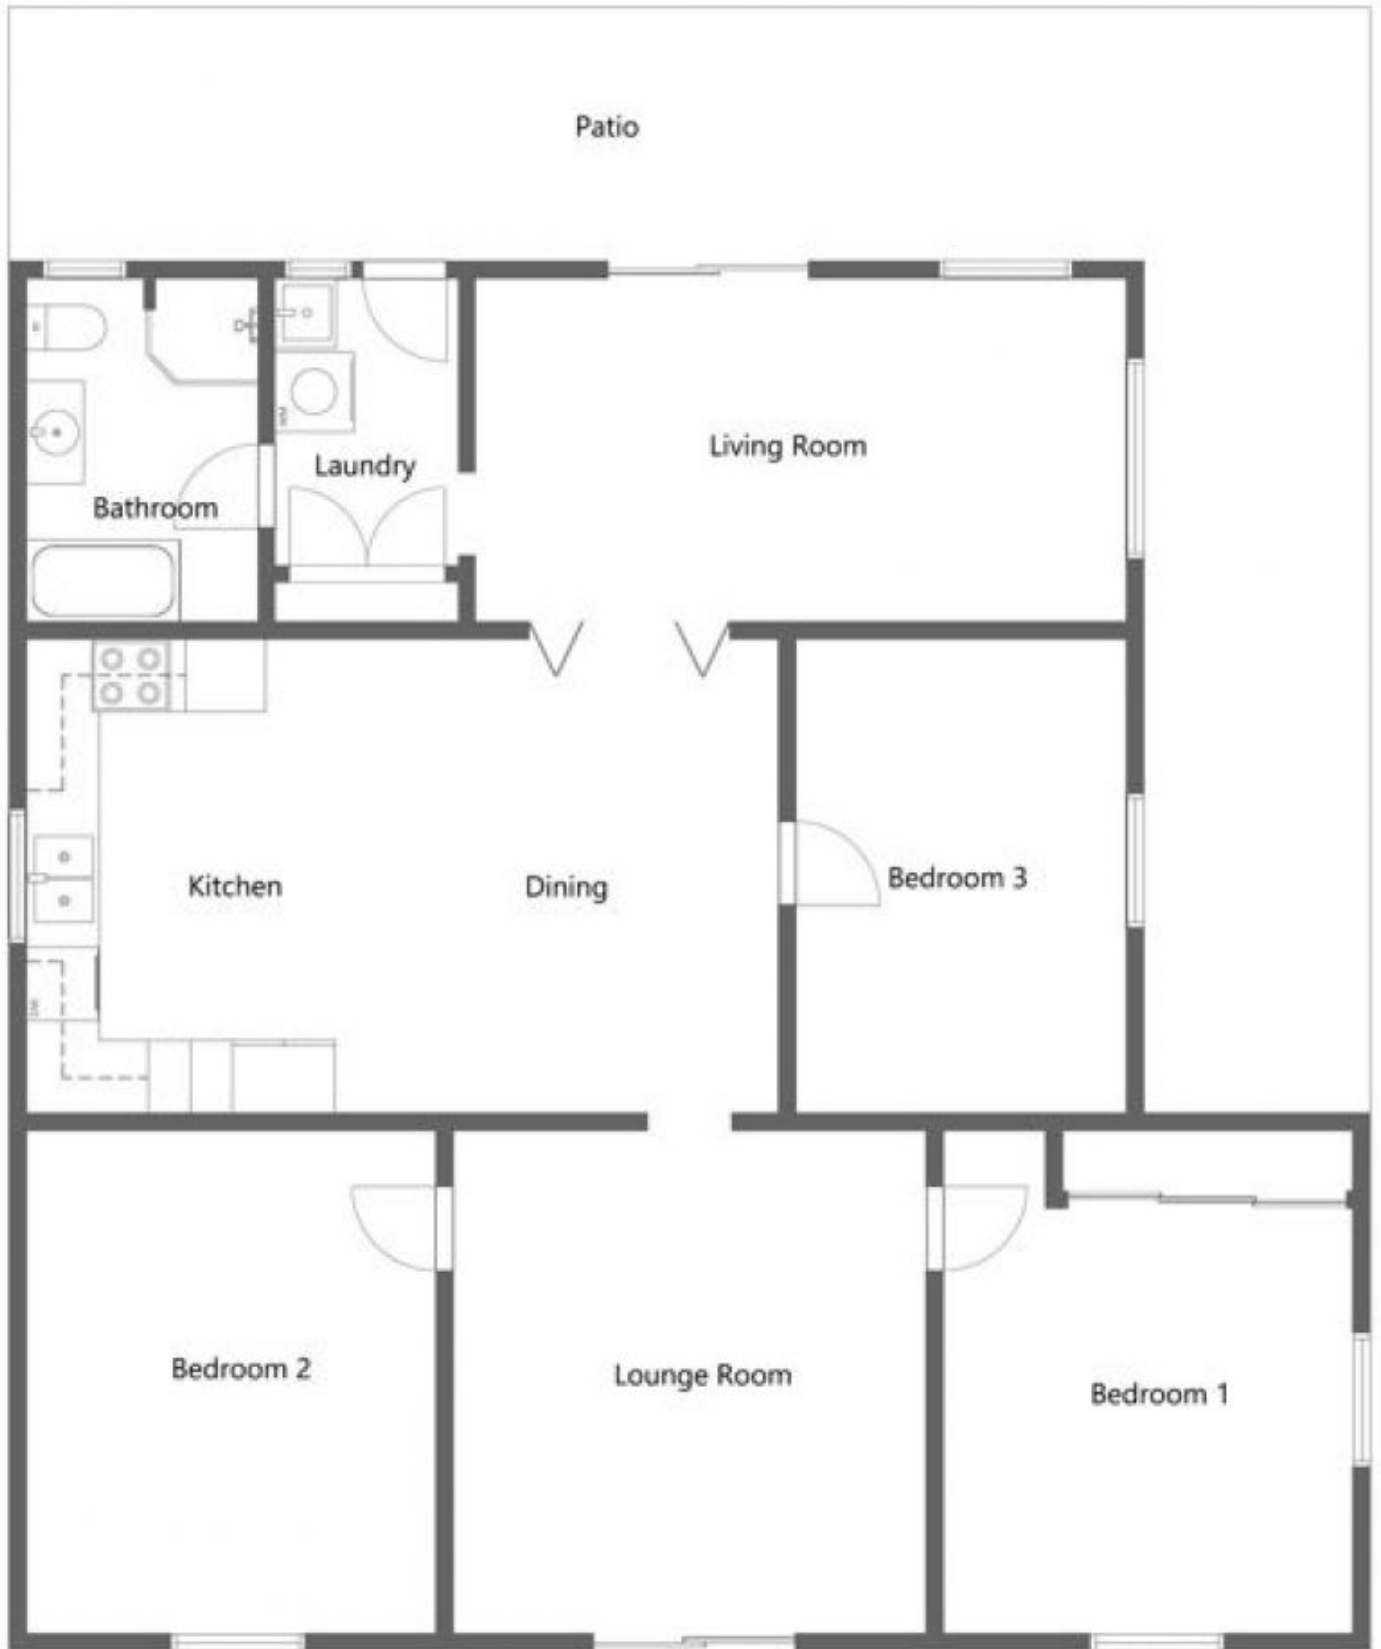 Patio
Living Room
Laundry
Bathroom
Kitchen
Dining
Bedroom 3
Bedroom 2
Lounge Room
Bedroom 1